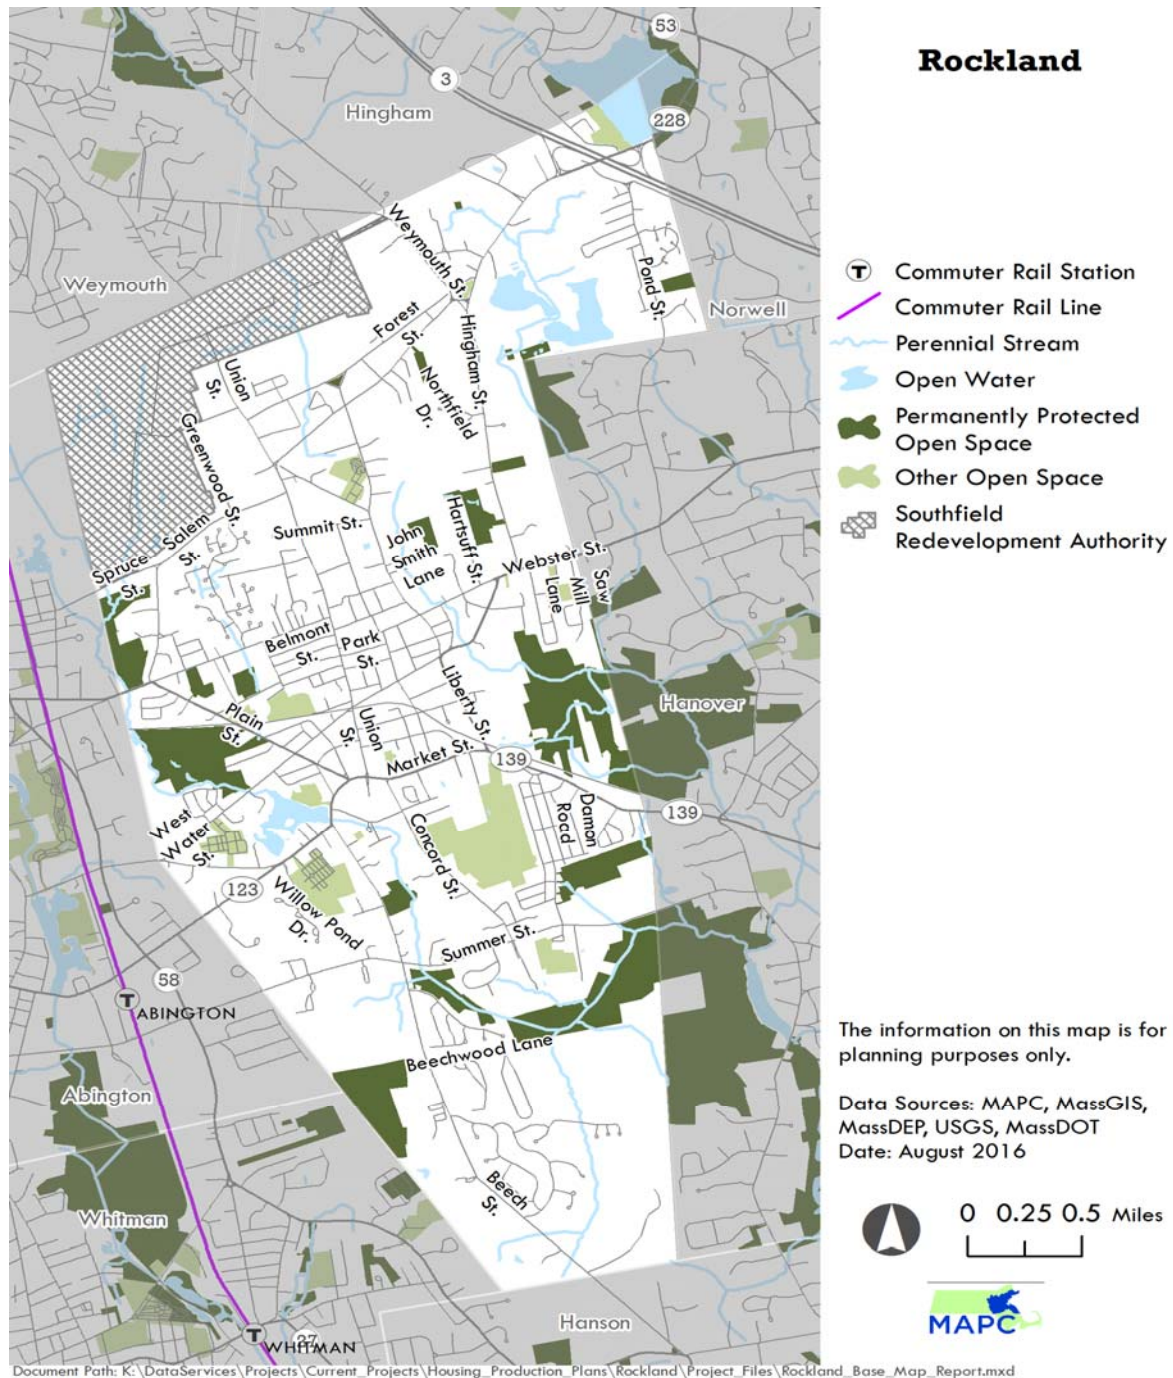 Rockland
53
3
Hingham
228
Weymouth
Weymouth St.
Pond St.
Norwell
Forest
St.
Hingham St.
Union
St.
Northfield
Dr.
Greenwood St.
Summit St.
Salem
St.
Spruce
St.
John
Smith
Lane
Hartsuff St.
Webster St.
Mill
Lane
Saw
Belmont
St.
Park
St.
Liberty St.
Hanover
Plain
St.
Union
St.
Market St.
139
139
Damon
Road
West
Water
St.
Concord St.
123
Willow Pond
Dr.
Summer St.
58
ABINGTON
Beechwood Lane
Abington
Beech
St.
Whitman
Hanson
27
WHITMAN
T
T
T
Commuter Rail Station
Commuter Rail Line
Perennial Stream
Open Water
Permanently Protected
Open Space
Other Open Space
Southfield
Redevelopment Authority
The information on this map is for
planning purposes only.
Data Sources: MAPC, MassGIS,
MassDEP, USGS, MassDOT
Date: August 2016
0 0.25 0.5 Miles
MAPC
Document Path: K:\DataServices\Projects\Current_Projects\Housing_Production_Plans\Rockland\Project_Files\Rockland_Base_Map_Report.mxd